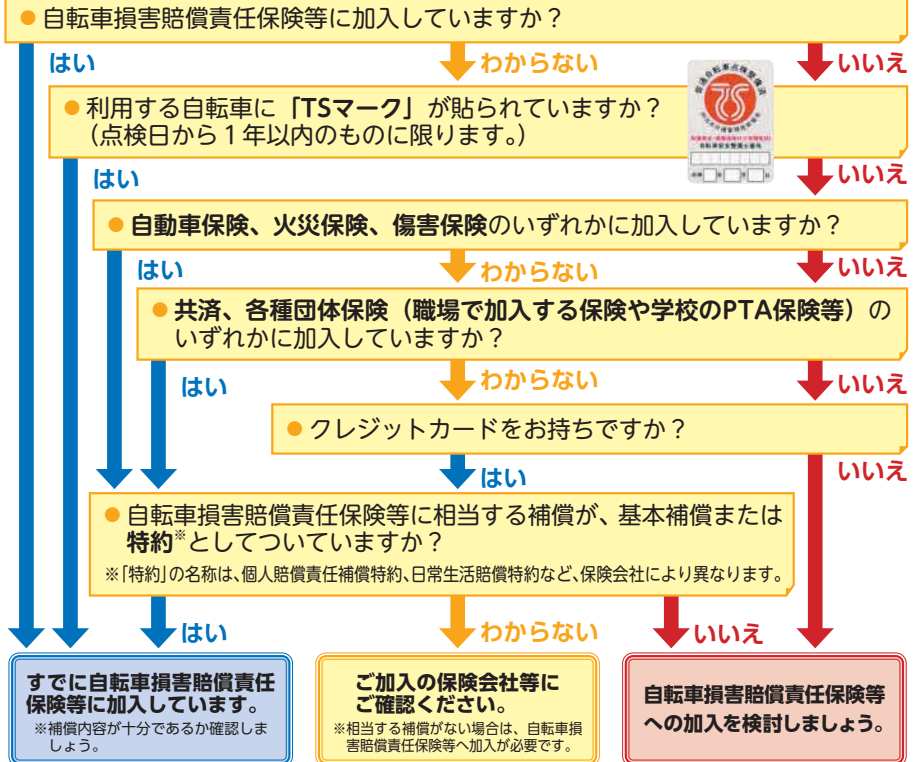 ●自転車損害賠償責任保険等に加入していますか？
はい
わからない
いいえ
●利用する自転車に「TSマーク」が貼られていますか？
（点検日から１年以内のものに限ります。）
はい
いいえ
●自動車保険、火災保険、傷害保険のいずれかに加入していますか？
はい
わからない
いいえ
●共済、各種団体保険（職場で加入する保険や学校のPTA保険等）の
いずれかに加入していますか？
はい
わからない
いいえ
●クレジットカードをお持ちですか？
はい
いいえ
●自転車損害賠償責任保険等に相当する補償が、基本補償または
特約※としてついていますか？
※「特約」の名称は、個人賠償責任補償特約、日常生活賠償特約など、保険会社により異なります。
はい
わからない
いいえ
すでに自転車損害賠償責任
保険等に加入しています。
※補償内容が十分であるか確認しま
しょう。
ご加入の保険会社等に
ご確認ください。
※相当する補償がない場合は、自転車損
害賠償責任保険等へ加入が必要です。
自転車損害賠償責任保険等
への加入を検討しましょう。